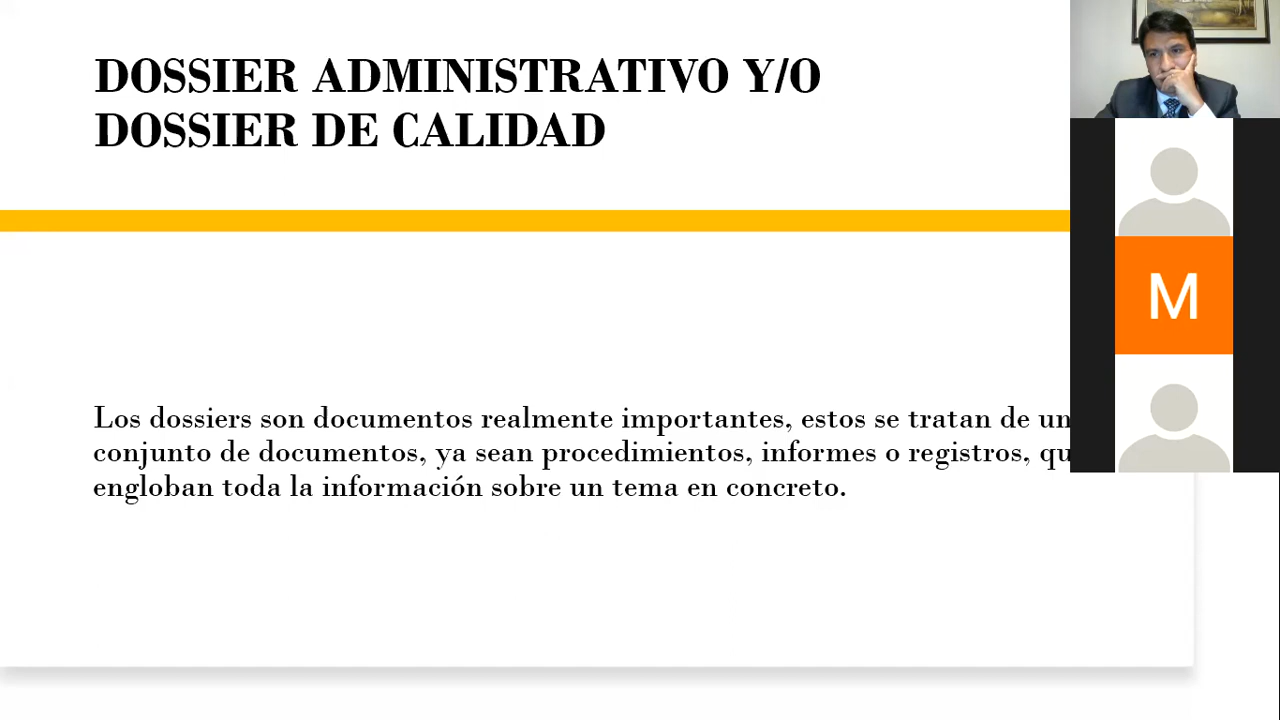 DOSSIER ADMINISTRATIVO Y/O
DOSSIER DE CALIDAD
M
Los dossiers son documentos realmente importantes, estos se tratan de un
conjunto de documentos, ya sean procedimientos, informes o registros, qu
engloban toda la información sobre un tema en concreto.